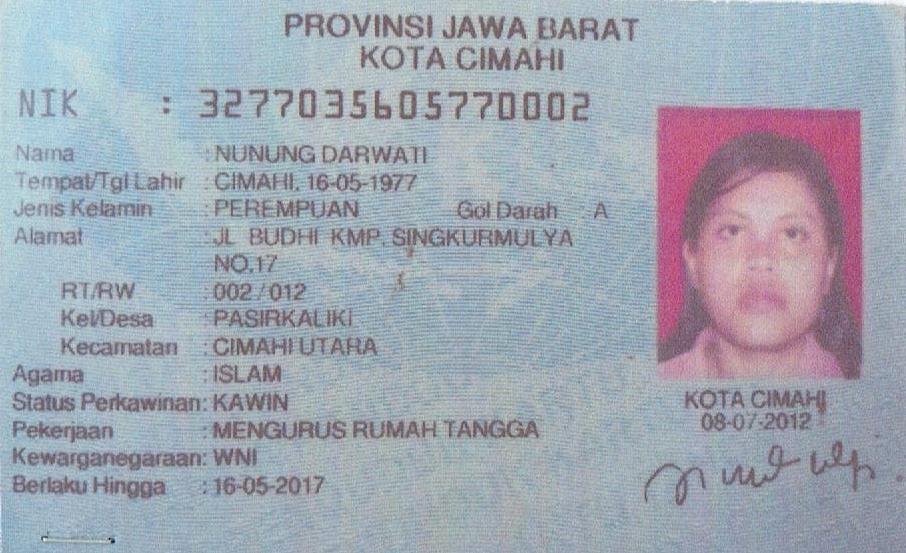 PROVINSI JAWA BARAT
KOTA CIMAHI
NIK : 3277035605770002
Nama : NUNUNG DARWATI
Tempat/Tgl Lahir : CIMAHI, 16-05-1977
Jenis Kelamin : PEREMPUAN Gol Darah A
Alamat : JL BUDHI KMP. SINGKURMULYA
NO.17
RT/RW : 002 / 012
Kel/Desa : PASIRKALIKI
Kecamatan : CIMAHI UTARA
Agama : ISLAM
Status Perkawinan: KAWIN
Pekerjaan : MENGURUS RUMAH TANGGA
Kewarganegaraan: WNI
Berlaku Hingga : 16-05-2017
KOTA CIMAHI
08-07-2012